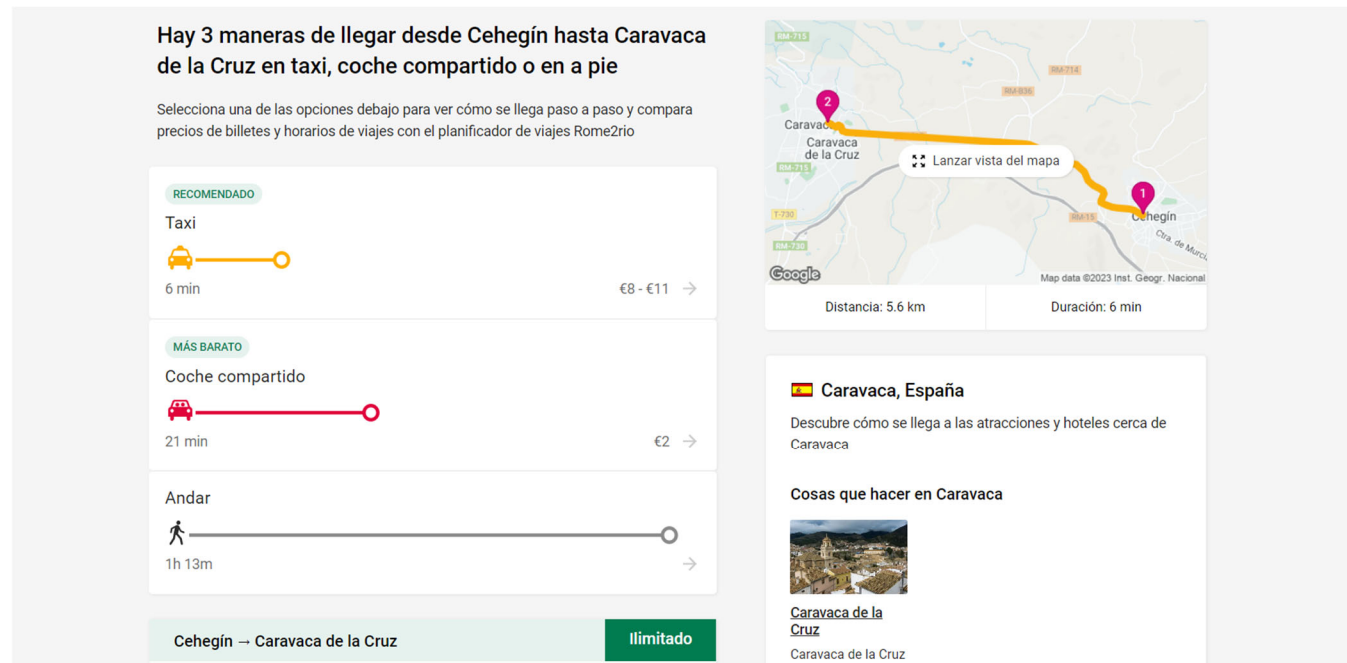 Hay 3 maneras de llegar desde Cehegín hasta Caravaca
de la Cruz en taxi, coche compartido o en a pie
Selecciona una de las opciones debajo para ver cómo se llega paso a paso y compara
precios de billetes y horarios de viajes con el planificador de viajes Rome2rio
RECOMENDADO
Taxi
6 min
€8 - €11
MÁS BARATO
Coche compartido
21 min
€2
Andar
1h 13m
Cehegín → Caravaca de la Cruz
Ilimitado
RM-715
RM-714
RM-B36
2
Caravaca
Caravaca
de la Cruz
Lanzar vista del mapa
RM-715
1
T-730
RM-15
Cehegín
Ctra. de Murci
RM-730
Google
Map data ©2023 Inst. Geogr. Nacional
Distancia: 5.6 km
Duración: 6 min
Caravaca, España
Descubre cómo se llega a las atracciones y hoteles cerca de
Caravaca
Cosas que hacer en Caravaca
Caravaca de la
Cruz
Caravaca de la Cruz